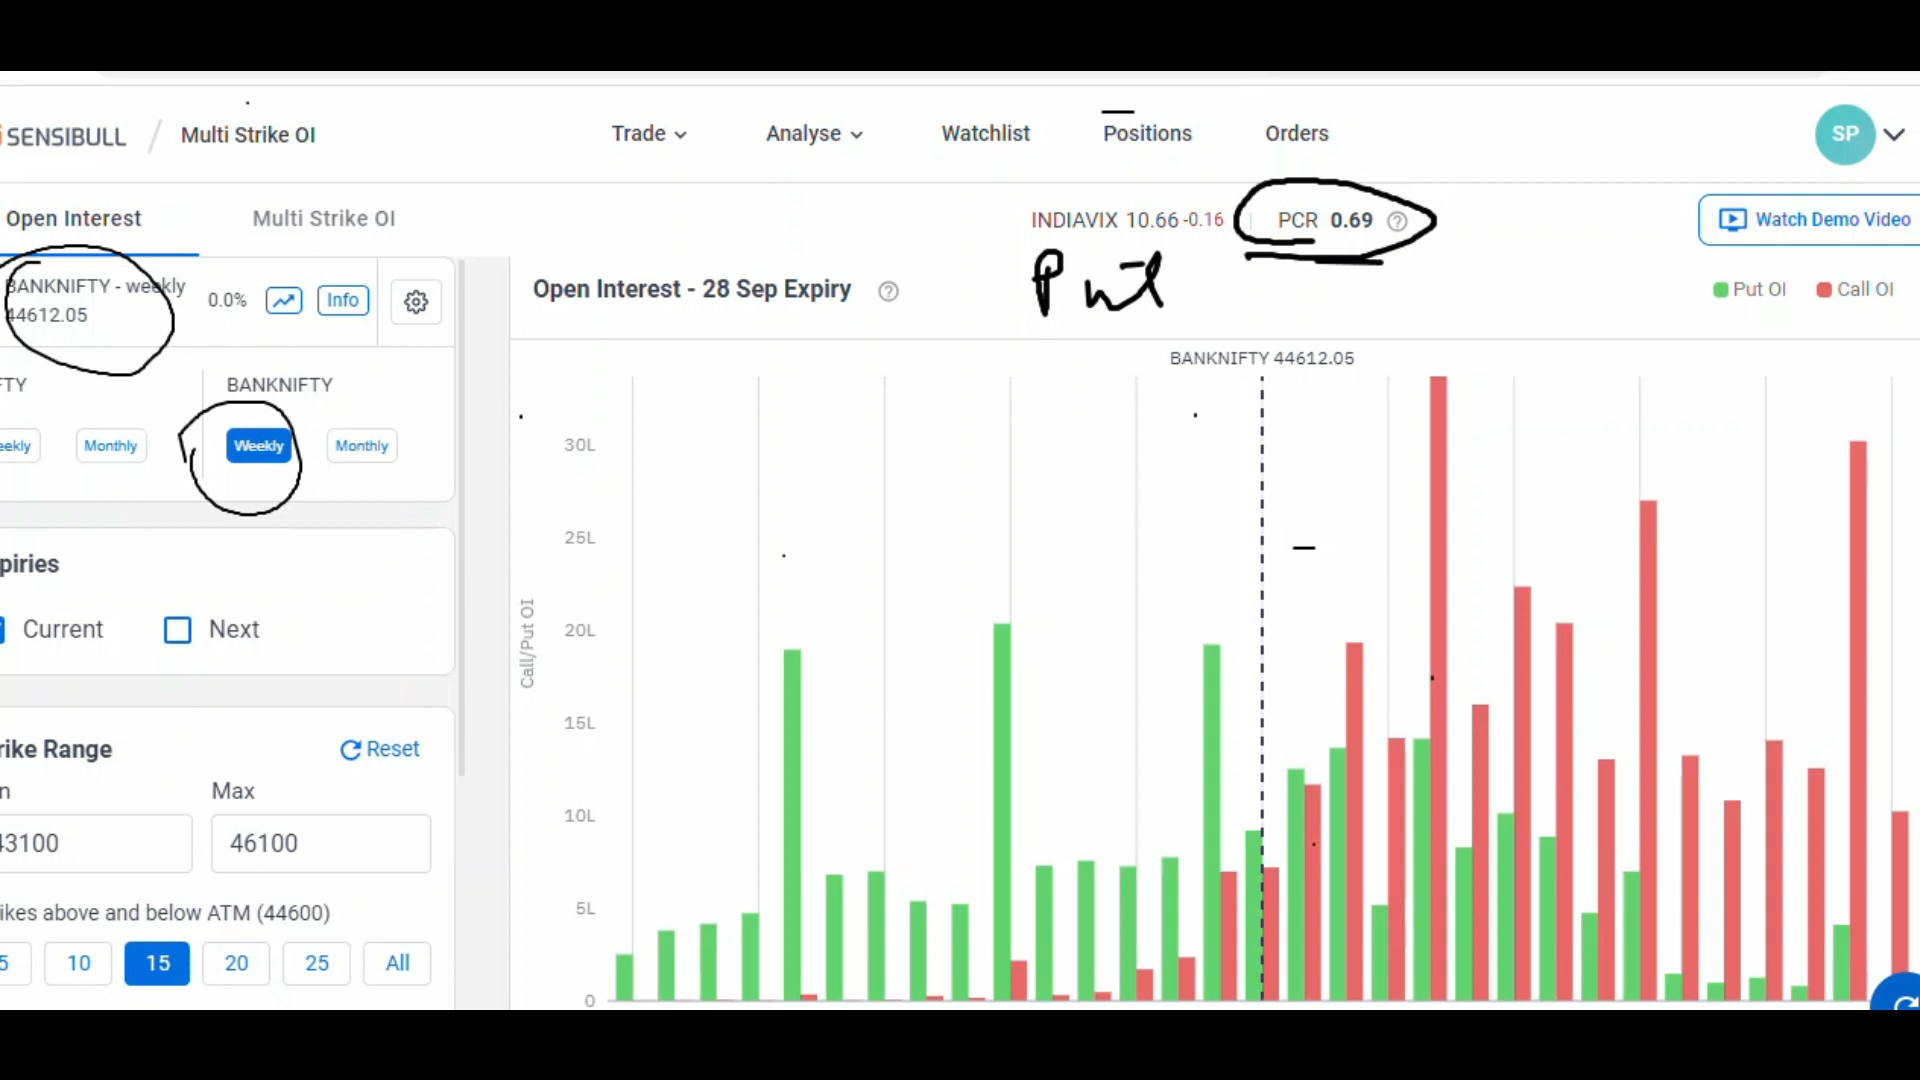 SENSIBULL / Multi Strike OI
Trade
Analyse
Watchlist
Positions
Orders
SP
Open Interest
Multi Strike OI
INDIAVIX 10.66 -0.16
PCR 0.69
Watch Demo Video
BANKNIFTY - weekly
44612.05
0.0%
Info
Open Interest - 28 Sep Expiry
Put
Put OI
Call OI
BANKNIFTY 44612.05
TY
BANKNIFTY
eekly
Monthly
Weekly
Monthly
piries
Current
Next
rike Range
Reset
n
Max
43100
46100
ikes above and below ATM (44600)
5
10
15
20
25
All
Call/Put OI
30L
25L
20L
15L
10L
5L
0